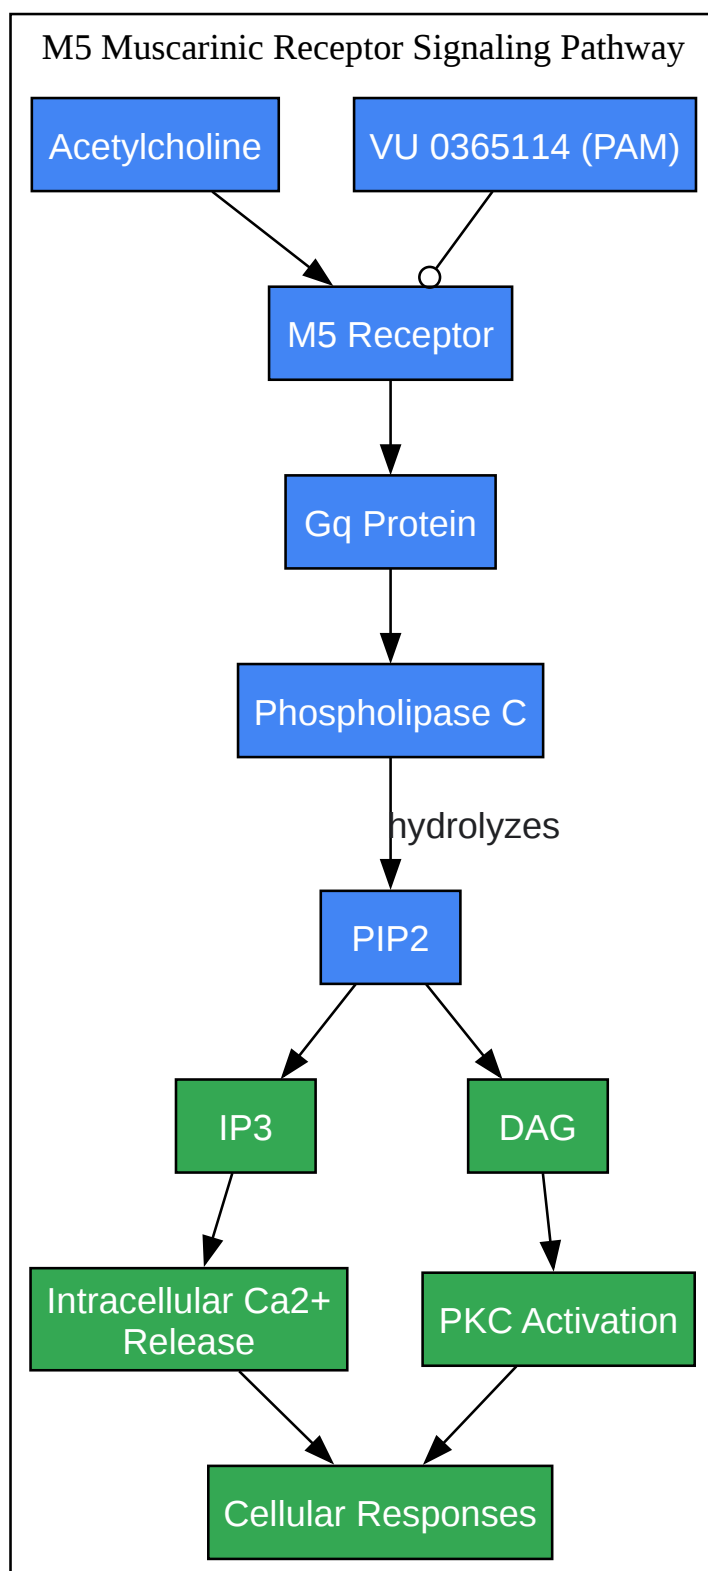 M5 Muscarinic Receptor Signaling Pathway
Acetylcholine
VU 0365114 (PAM)
M5 Receptor
Gq Protein
Phospholipase C
hydrolyzes
PIP2
IP3
DAG
Intracellular Ca2+
Release
PKC Activation
Cellular Responses